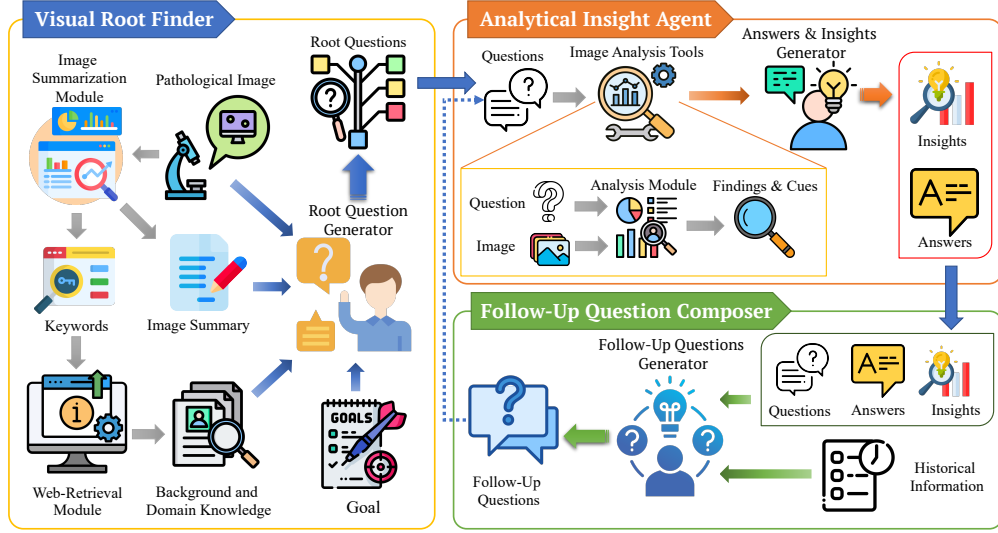 Visual Root Finder
Image
Summarization
Module
Pathological Image
Root Questions
Root Question
Generator
Keywords
Image Summary
GOALS
Web-Retrieval
Module
Background and
Domain Knowledge
Goal
Analytical Insight Agent
Questions
Image Analysis Tools
Answers & Insights
Generator
Insights
Answers
Question
Analysis Module
Findings & Cues
Image
Follow-Up Question Composer
Follow-Up Questions
Generator
Questions
Answers
Insights
Follow-Up
Questions
Historical
Information